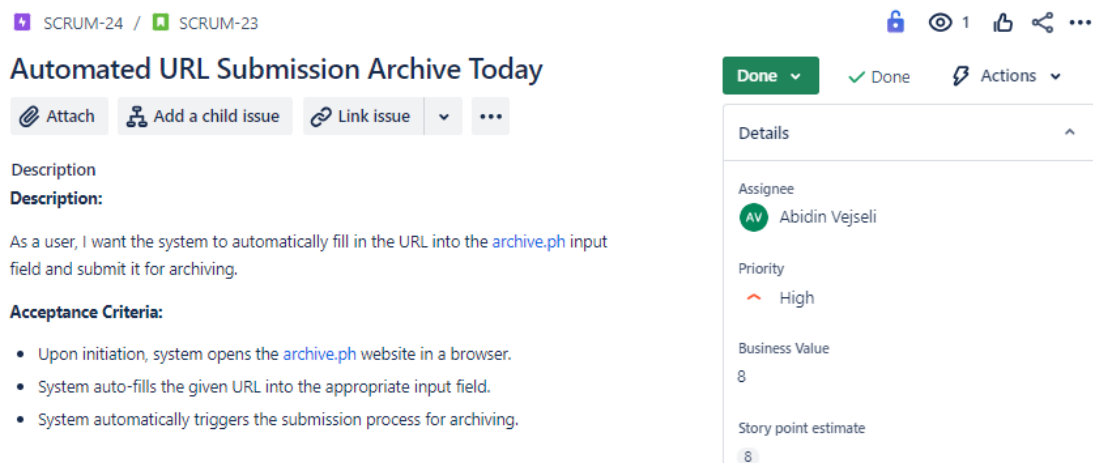 SCRUM-24 / SCRUM-23
1
Automated URL Submission Archive Today
Done
Done
Actions
Attach
Add a child issue
Link issue
Details
Description
Description:
Assignee
AV Abidin Vejseli
As a user, I want the system to automatically fill in the URL into the archive.ph input
field and submit it for archiving.
Priority
High
Acceptance Criteria:
Business Value
8
• Upon initiation, system opens the archive.ph website in a browser.
• System auto-fills the given URL into the appropriate input field.
• System automatically triggers the submission process for archiving.
Story point estimate
8